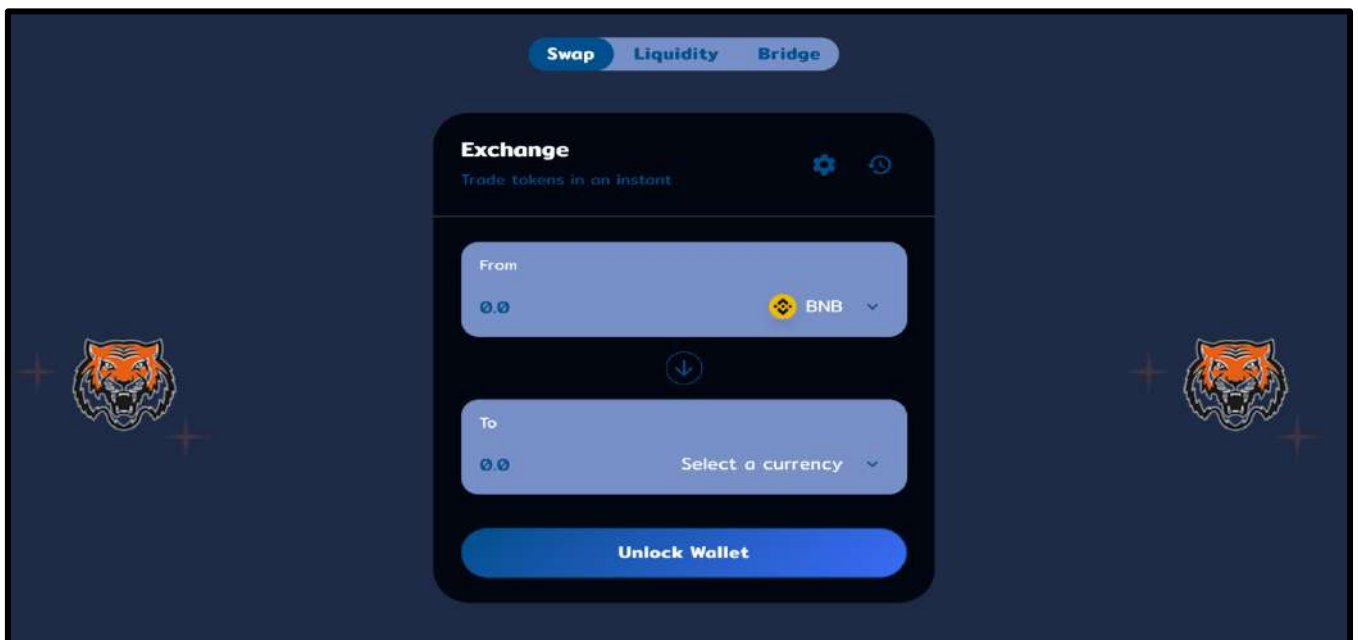 Swap Liquidity Bridge
Exchange
Trade tokens in an instant
From
0.0 BNB
To
0.0 Select a currency
Unlock Wallet